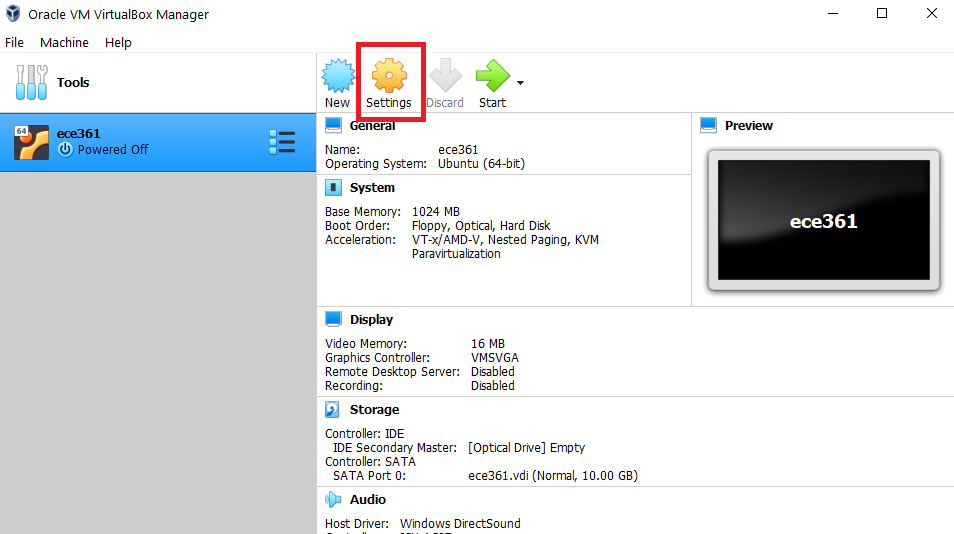 Oracle VM VirtualBox Manager
File Machine Help
Tools
New Settings Discard Start
64
ece361
Powered Off
General
Name: ece361
Operating System: Ubuntu (64-bit)
Preview
ece361
System
Base Memory: 1024 MB
Boot Order: Floppy, Optical, Hard Disk
Acceleration: VT-x/AMD-V, Nested Paging, KVM
Paravirtualization
Display
Video Memory: 16 MB
Graphics Controller: VMSVGA
Remote Desktop Server: Disabled
Recording: Disabled
Storage
Controller: IDE
IDE Secondary Master: [Optical Drive] Empty
Controller: SATA
SATA Port 0: ece361.vdi (Normal, 10.00 GB)
Audio
Host Driver: Windows DirectSound